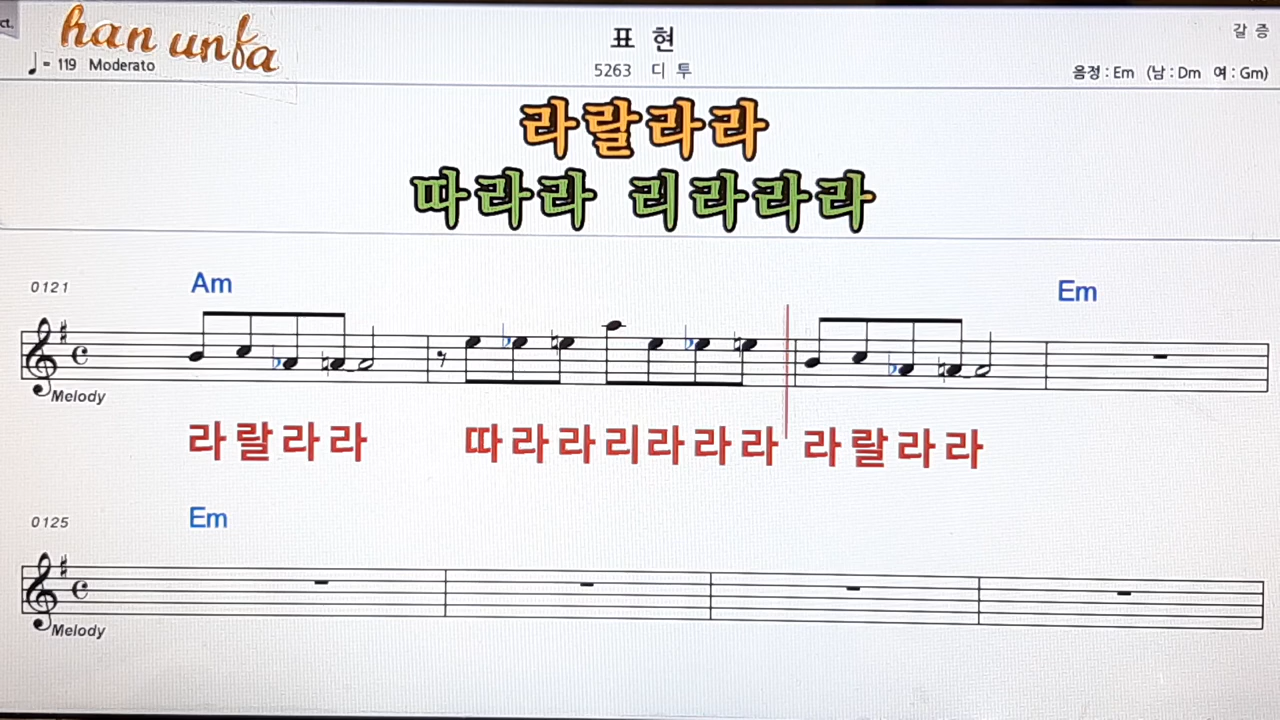 ct.
han unfa
♩= 119 Moderato
표 현
5263 디 투
갈 증
음정 : Em (남 : Dm 여 : Gm)
라랄라라
따라라 리라라라
0121 Am Em
Melody
라 랄 라 라 따 라 라 리 라 라 라 라 랄 라 라
0125 Em
Melody